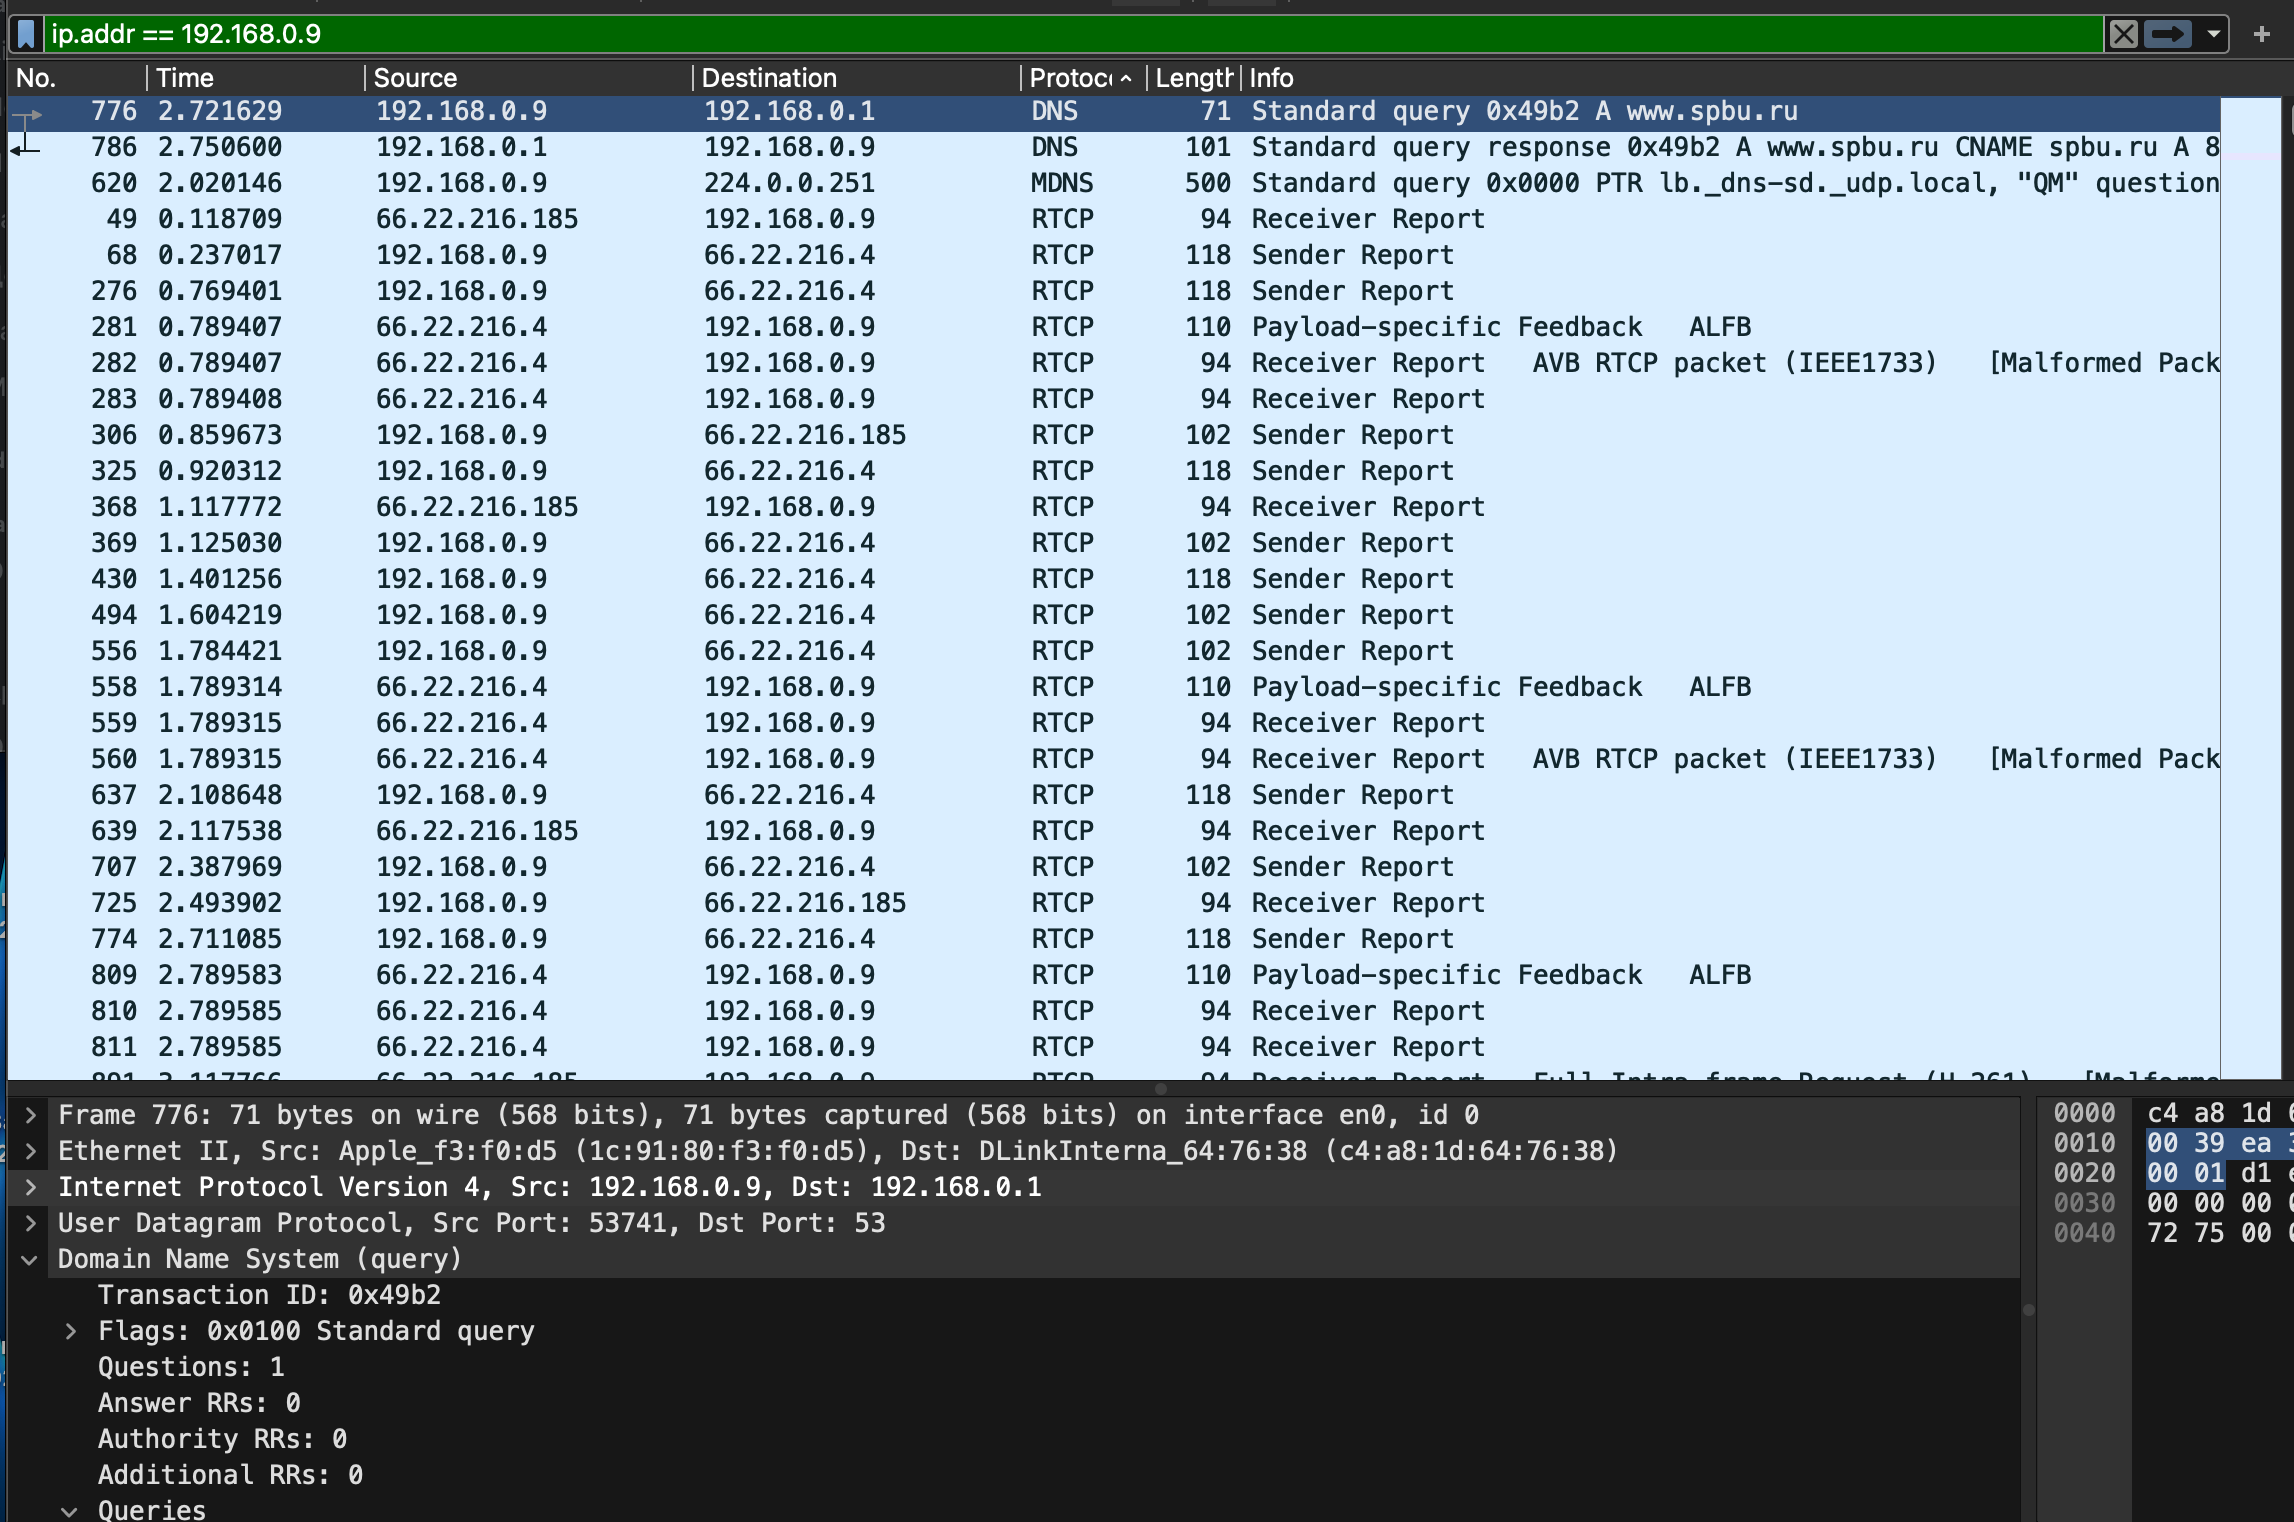 ip.addr == 192.168.0.9
No. Time Source Destination Protoc Length Info
776 2.721629 192.168.0.9 192.168.0.1 DNS 71 Standard query 0x49b2 A www.spbu.ru
786 2.750600 192.168.0.1 192.168.0.9 DNS 101 Standard query response 0x49b2 A www.spbu.ru CNAME spbu.ru A 8
620 2.020146 192.168.0.9 224.0.0.251 MDNS 500 Standard query 0x0000 PTR lb._dns-sd._udp.local, "QM" question
49 0.118709 66.22.216.185 192.168.0.9 RTCP 94 Receiver Report
68 0.237017 192.168.0.9 66.22.216.4 RTCP 118 Sender Report
276 0.769401 192.168.0.9 66.22.216.4 RTCP 118 Sender Report
281 0.789407 66.22.216.4 192.168.0.9 RTCP 110 Payload-specific Feedback ALFB
282 0.789407 66.22.216.4 192.168.0.9 RTCP 94 Receiver Report AVB RTCP packet (IEEE1733) [Malformed Pack
283 0.789408 66.22.216.4 192.168.0.9 RTCP 94 Receiver Report
306 0.859673 192.168.0.9 66.22.216.185 RTCP 102 Sender Report
325 0.920312 192.168.0.9 66.22.216.4 RTCP 118 Sender Report
368 1.117772 66.22.216.185 192.168.0.9 RTCP 94 Receiver Report
369 1.125030 192.168.0.9 66.22.216.4 RTCP 102 Sender Report
430 1.401256 192.168.0.9 66.22.216.4 RTCP 118 Sender Report
494 1.604219 192.168.0.9 66.22.216.4 RTCP 102 Sender Report
556 1.784421 192.168.0.9 66.22.216.4 RTCP 102 Sender Report
558 1.789314 66.22.216.4 192.168.0.9 RTCP 110 Payload-specific Feedback ALFB
559 1.789315 66.22.216.4 192.168.0.9 RTCP 94 Receiver Report
560 1.789315 66.22.216.4 192.168.0.9 RTCP 94 Receiver Report AVB RTCP packet (IEEE1733) [Malformed Pack
637 2.108648 192.168.0.9 66.22.216.4 RTCP 118 Sender Report
639 2.117538 66.22.216.185 192.168.0.9 RTCP 94 Receiver Report
707 2.387969 192.168.0.9 66.22.216.4 RTCP 102 Sender Report
725 2.493902 192.168.0.9 66.22.216.185 RTCP 94 Receiver Report
774 2.711085 192.168.0.9 66.22.216.4 RTCP 118 Sender Report
809 2.789583 66.22.216.4 192.168.0.9 RTCP 110 Payload-specific Feedback ALFB
810 2.789585 66.22.216.4 192.168.0.9 RTCP 94 Receiver Report
811 2.789585 66.22.216.4 192.168.0.9 RTCP 94 Receiver Report
66.22.216.185 192.168.0.9 RTCP 94 Receiver Report Full Intra-frame Request (H.261) [Malforme
Frame 776: 71 bytes on wire (568 bits), 71 bytes captured (568 bits) on interface en0, id 0
Ethernet II, Src: Apple_f3:f0:d5 (1c:91:80:f3:f0:d5), Dst: DLinkInterna_64:76:38 (c4:a8:1d:64:76:38)
Internet Protocol Version 4, Src: 192.168.0.9, Dst: 192.168.0.1
User Datagram Protocol, Src Port: 53741, Dst Port: 53
Domain Name System (query)
Transaction ID: 0x49b2
Flags: 0x0100 Standard query
Questions: 1
Answer RRs: 0
Authority RRs: 0
Additional RRs: 0
Queries
0000 c4 a8 1d
0010 00 39 ea
0020 00 01 d1
0030 00 00 00
0040 72 75 00